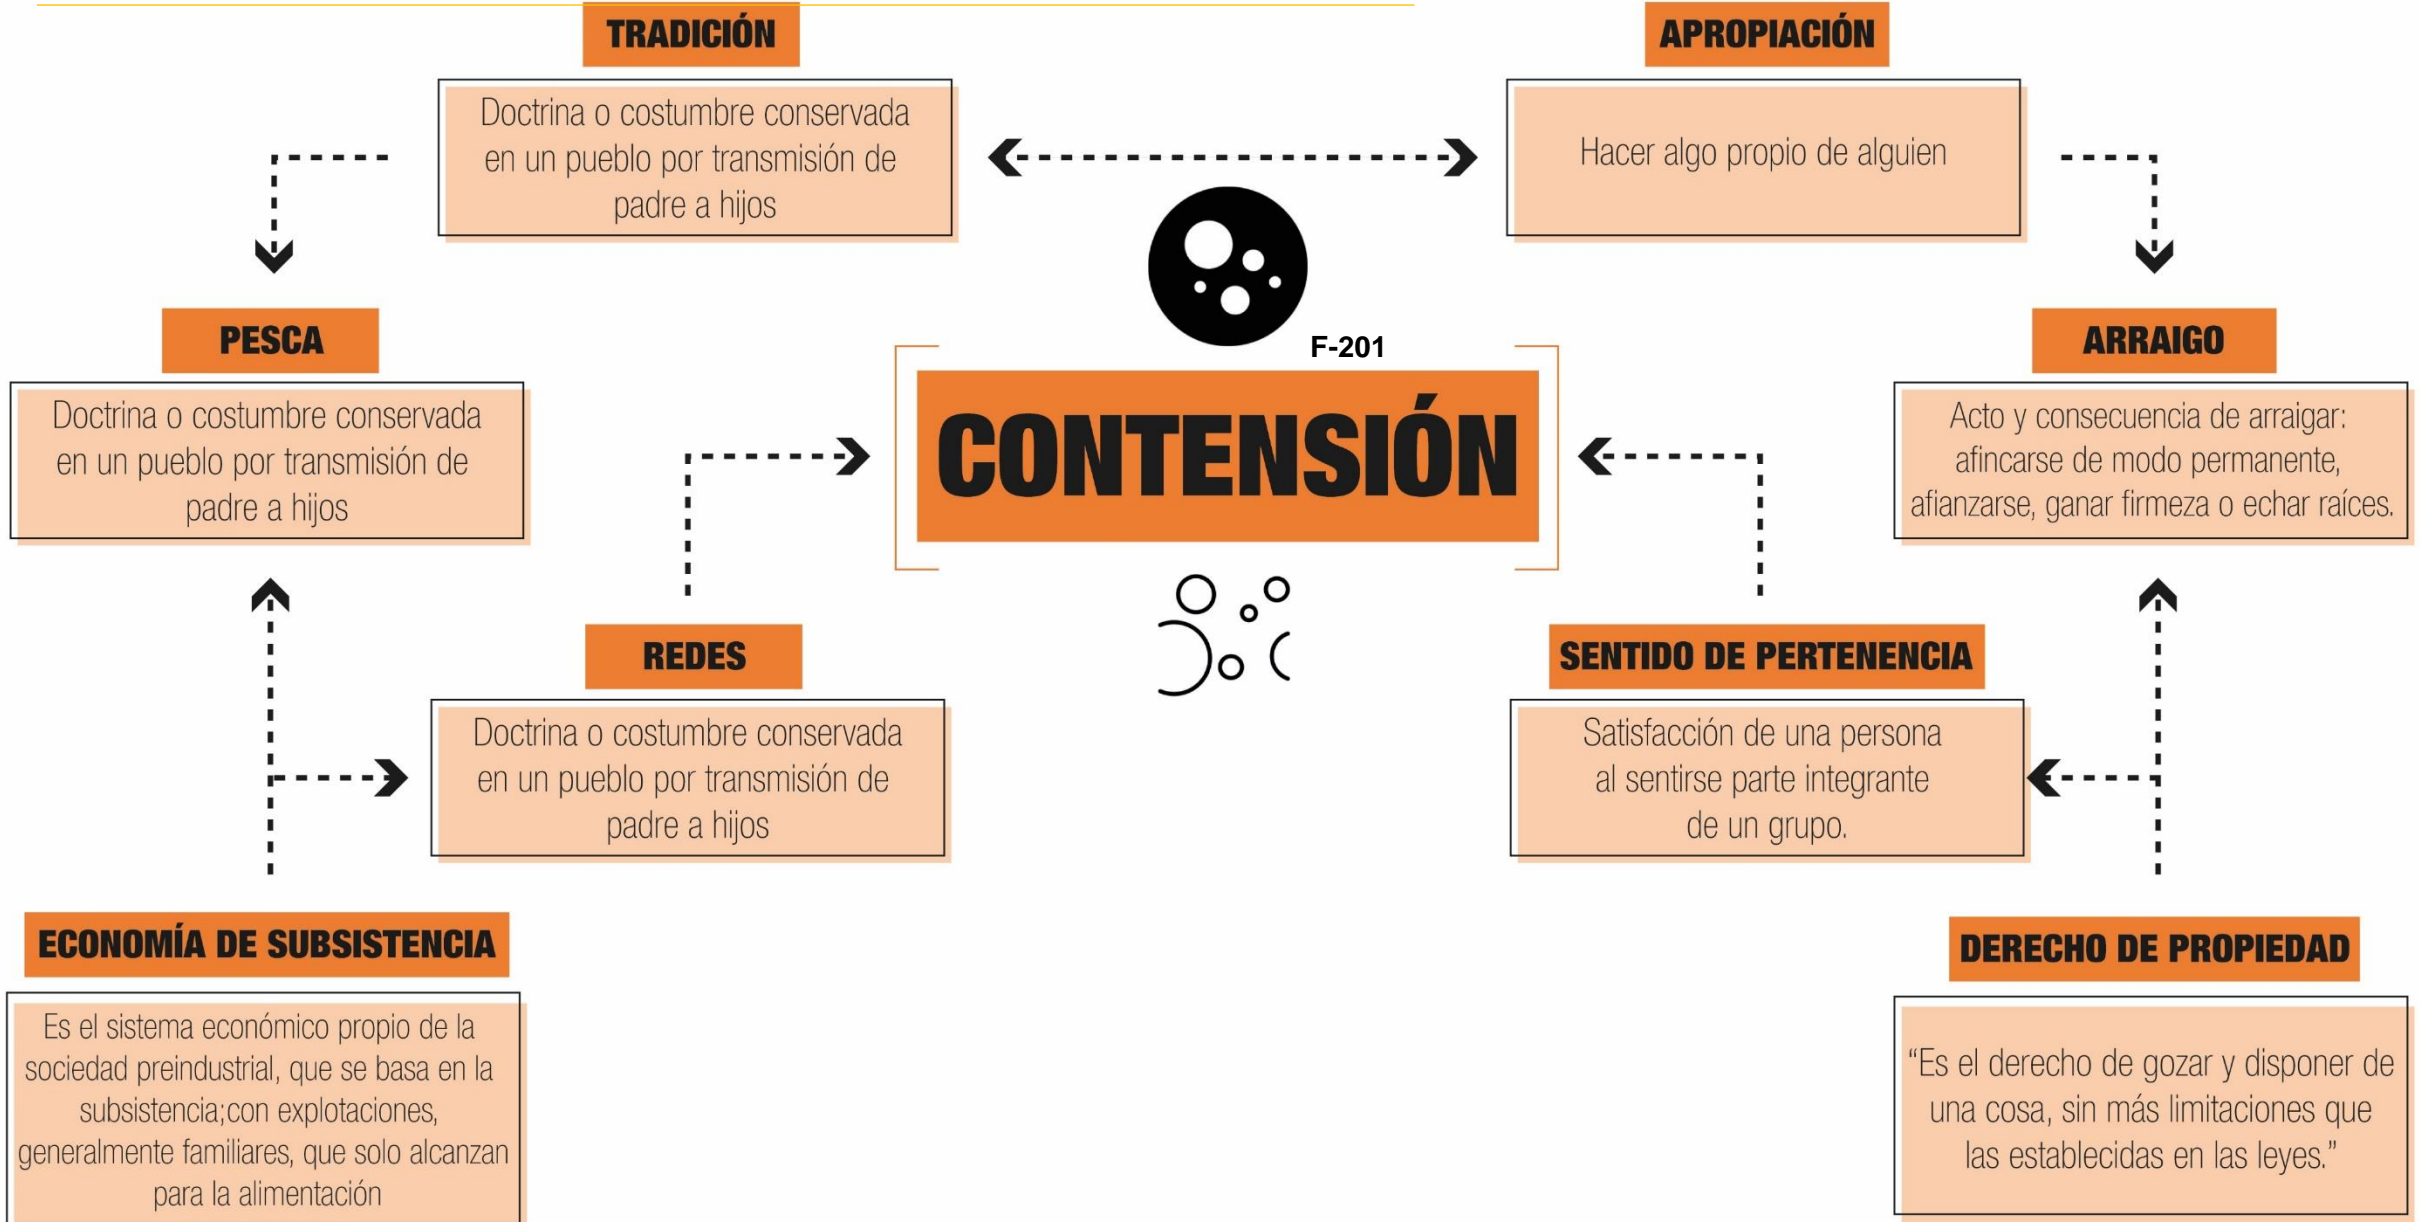 TRADICIÓN
Doctrina o costumbre conservada
en un pueblo por transmisión de
padre a hijos
APROPIACIÓN
Hacer algo propio de alguien
PESCA
Doctrina o costumbre conservada
en un pueblo por transmisión de
padre a hijos
F-201
CONTENSIÓN
ARRAIGO
Acto y consecuencia de arraigar:
afincarse de modo permanente,
afianzarse, ganar firmeza o echar raíces.
REDES
Doctrina o costumbre conservada
en un pueblo por transmisión de
padre a hijos
SENTIDO DE PERTENENCIA
Satisfacción de una persona
al sentirse parte integrante
de un grupo.
ECONOMÍA DE SUBSISTENCIA
Es el sistema económico propio de la
sociedad preindustrial, que se basa en la
subsistencia;con explotaciones,
generalmente familiares, que solo alcanzan
para la alimentación
DERECHO DE PROPIEDAD
“Es el derecho de gozar y disponer de
una cosa, sin más limitaciones que
las establecidas en las leyes.”